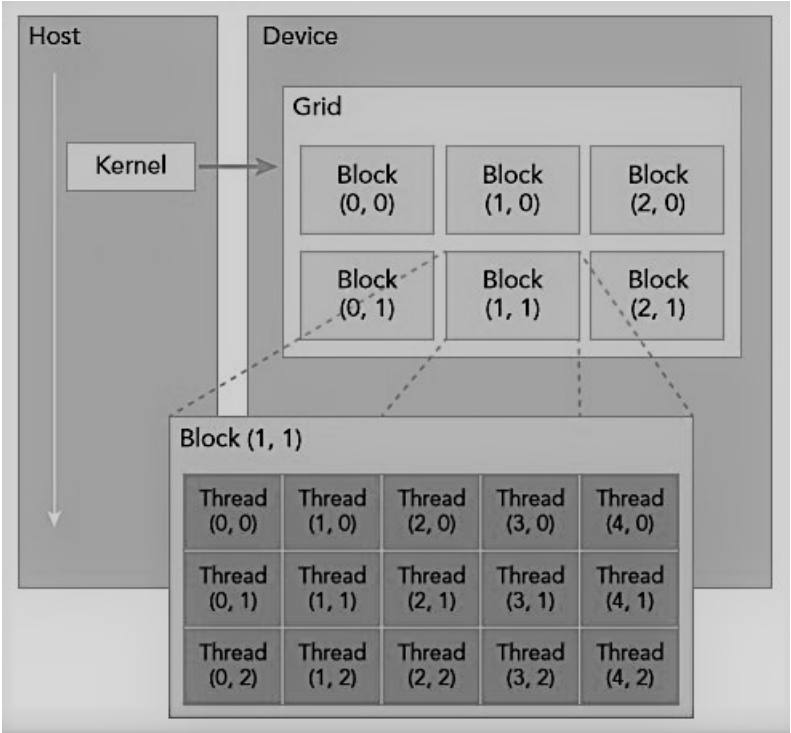 Host
Device
Grid
Kernel
Block
(0, 0)
Block
(1, 0)
Block
(2, 0)
Block
(0, 1)
Block
(1, 1)
Block
(2, 1)
Block (1, 1)
Thread
(0, 0)
Thread
(1, 0)
Thread
(2, 0)
Thread
(3, 0)
Thread
(4, 0)
Thread
(0, 1)
Thread
(1, 1)
Thread
(2, 1)
Thread
(3, 1)
Thread
(4, 1)
Thread
(0, 2)
Thread
(1, 2)
Thread
(2, 2)
Thread
(3, 2)
Thread
(4, 2)